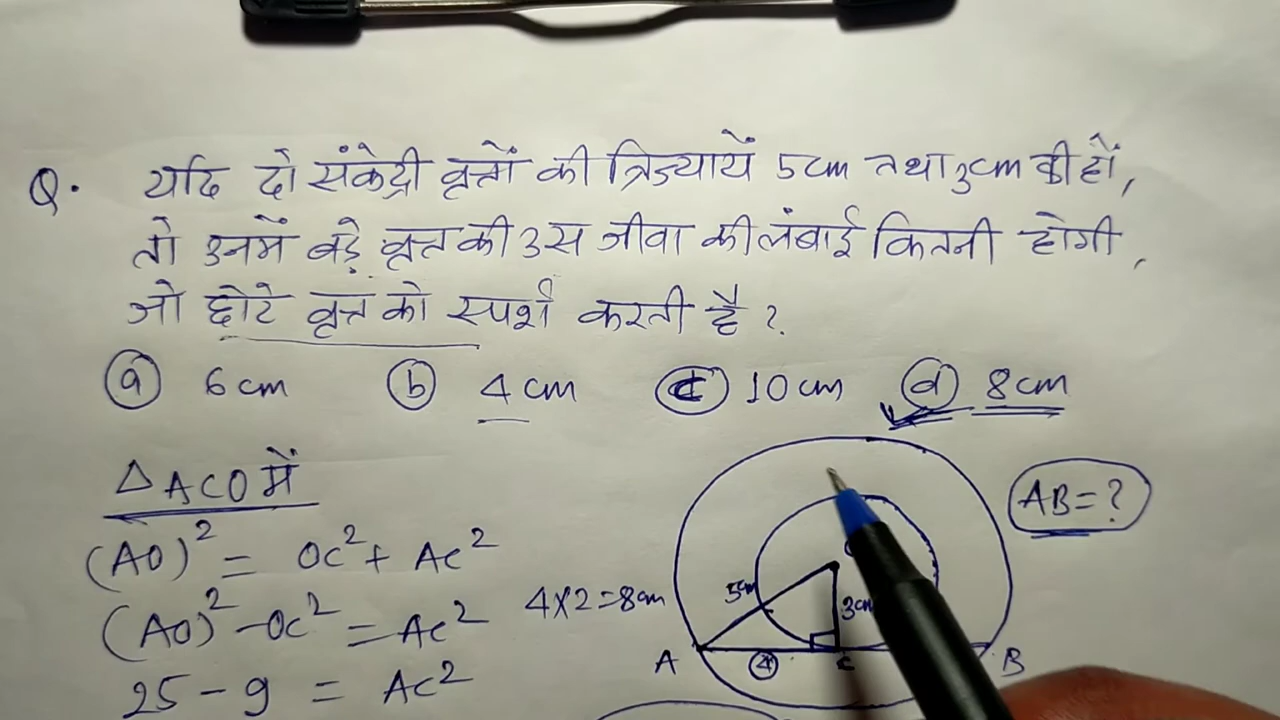 Q. यदि दो संकेद्री वृत्तों की त्रिज्यायें 5cm तथा 3cm की हों,
तो उनमें बड़े वृत्त की उस जीवा की लंबाई कितनी होगी,
जो छोटे वृत्त को स्पर्श करती है ?
(a) 6 cm (b) 4 cm (c) 10 cm (d) 8 cm
△ACO में
AB = ?
(AO)² = OC² + AC²
(AO)² - OC² = AC²
4×2=8cm
5cm
3cm
A
4
C
B
25 - 9 = AC²